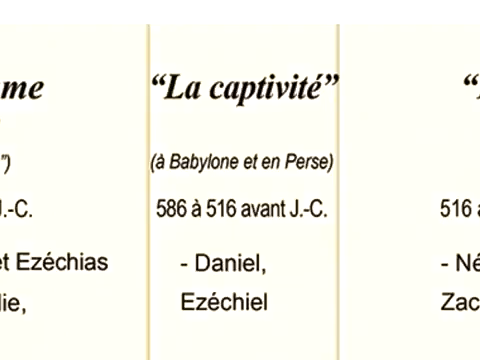 me
“La captivité”
“
”)
(à Babylone et en Perse)
J.-C.
586 à 516 avant J.-C.
516
et Ezéchias
- Daniel,
- Né
lie,
Ezéchiel
Zac